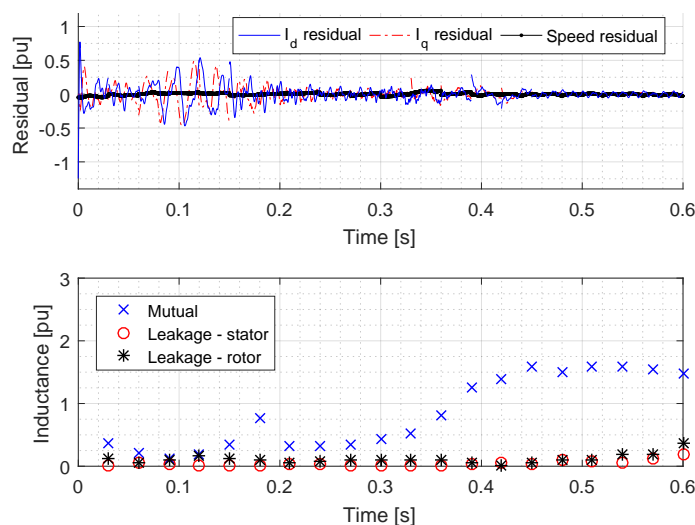 I_d residual I_q residual Speed residual
Residual [pu]
1
0.5
0
-0.5
-1
0 0.1 0.2 0.3 0.4 0.5 0.6
Time [s]
Mutual
Leakage - stator
Leakage - rotor
Inductance [pu]
3
2
1
0
0 0.1 0.2 0.3 0.4 0.5 0.6
Time [s]